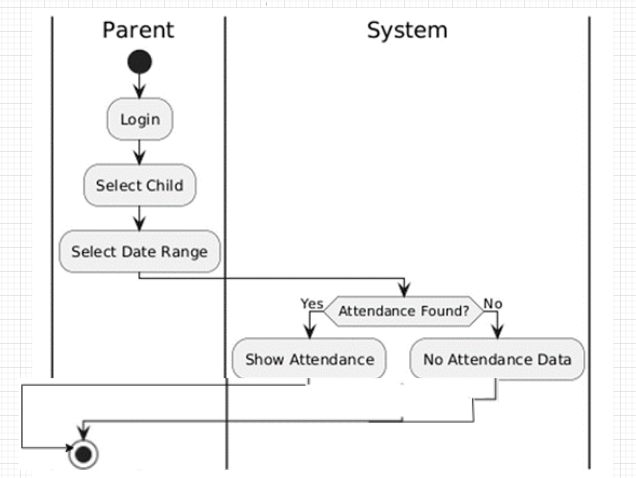 Parent
System
Login
Select Child
Select Date Range
Attendance Found?
Yes
No
Show Attendance
No Attendance Data